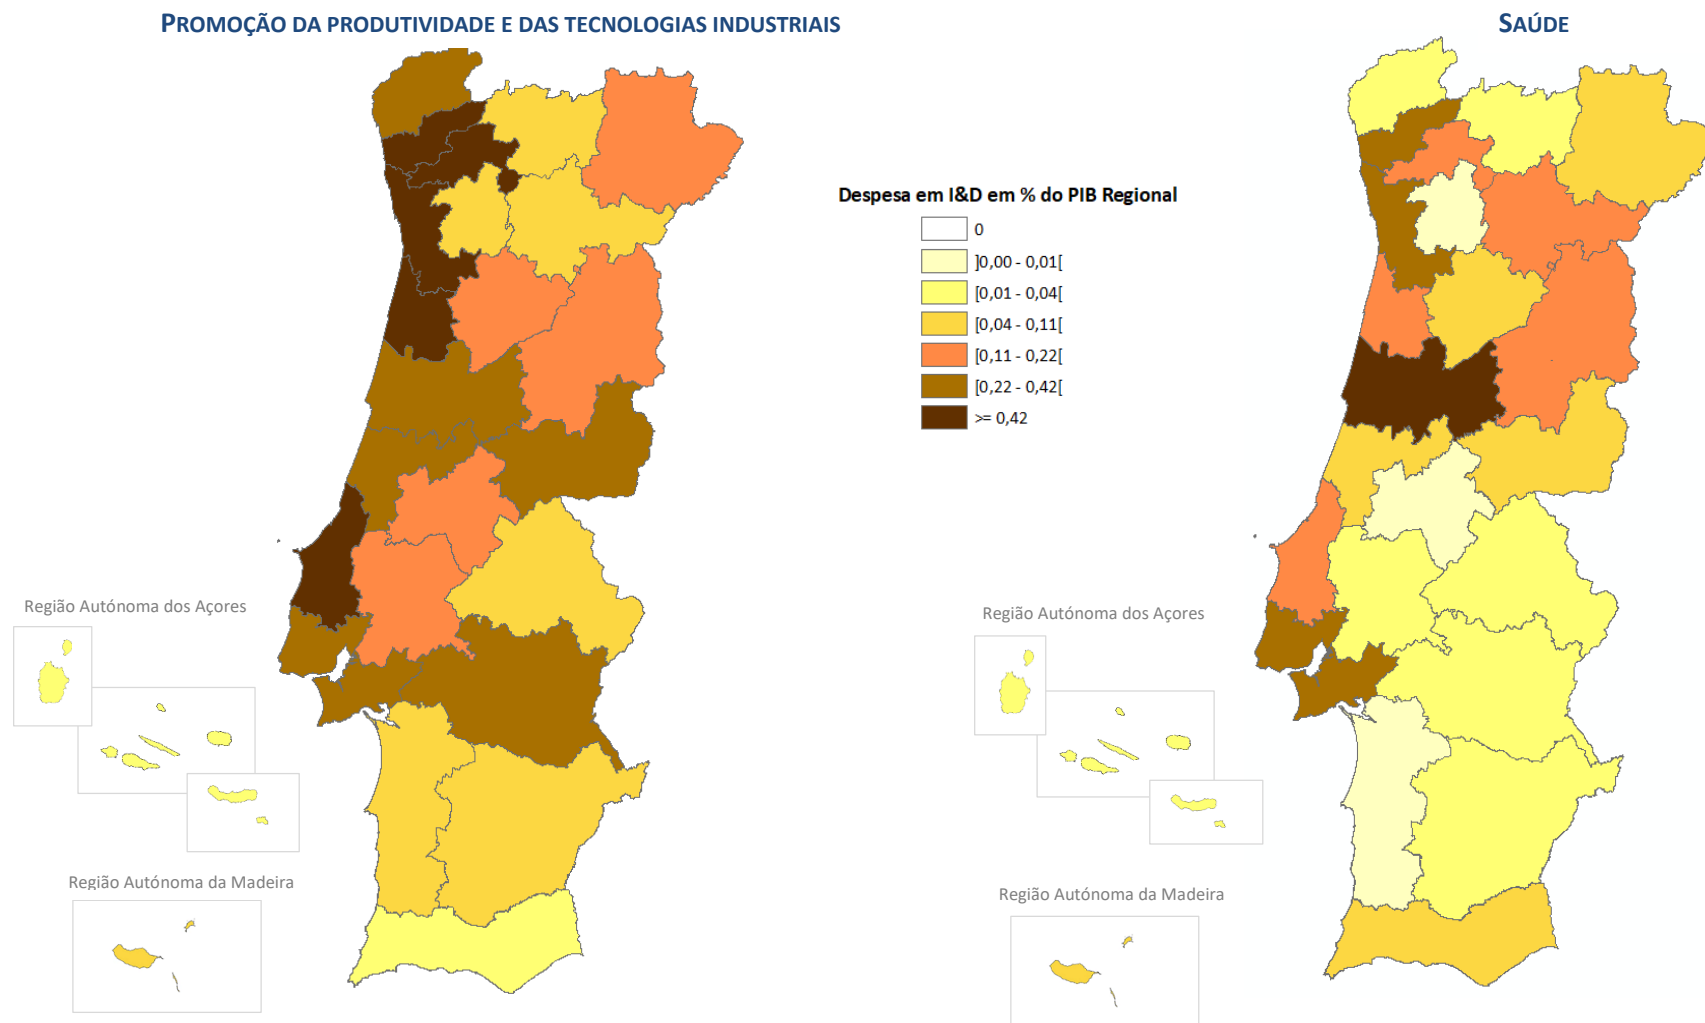 PROMOÇÃO DA PRODUTIVIDADE E DAS TECNOLOGIAS INDUSTRIAIS
SAÚDE
Despesa em I&D em % do PIB Regional
0
]0,00 - 0,01[
[0,01 - 0,04[
[0,04 - 0,11[
[0,11 - 0,22[
[0,22 - 0,42[
>= 0,42
Região Autónoma dos Açores
Região Autónoma da Madeira
Região Autónoma dos Açores
Região Autónoma da Madeira